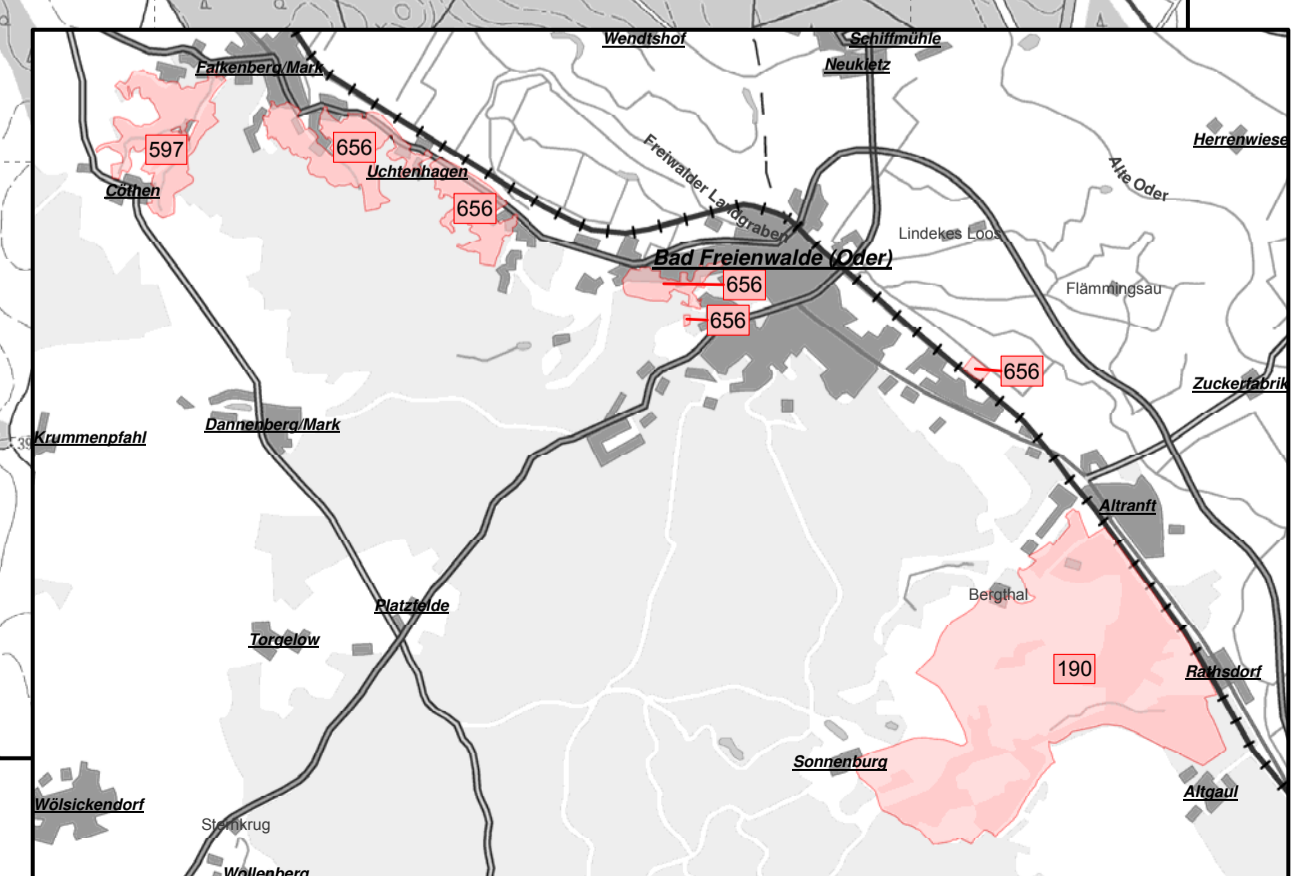 Wendtshof
Schiffmühle
Falkenberg/Mark
Neukietz
Herrenwiese
597
656
Uchtenhagen
Freiwalder Landgraben
Alte Oder
Cöthen
656
Lindekes Loos
Bad Freienwalde (Oder)
656
Flämmingsau
656
656
Zuckerfabrik
Dannenberg/Mark
Krummenpfahl
Altranft
Bergthal
Platzfelde
Torgelow
190
Rathsdorf
Sonnenburg
Altgaul
Wölsickendorf
Sternkrug
Wollenberg